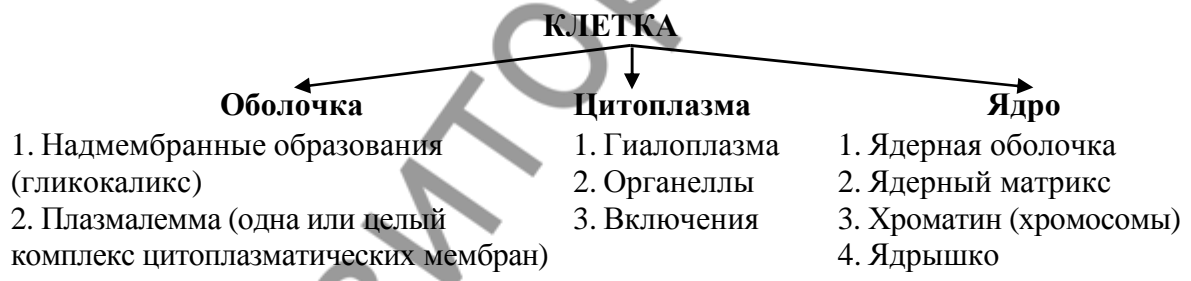 КЛЕТКА
Оболочка
1. Надмембранные образования
(гликокаликс)
2. Плазмалемма (одна или целый
комплекс цитоплазматических мембран)
Цитоплазма
1. Гиалоплазма
2. Органеллы
3. Включения
Ядро
1. Ядерная оболочка
2. Ядерный матрикс
3. Хроматин (хромосомы)
4. Ядрышко